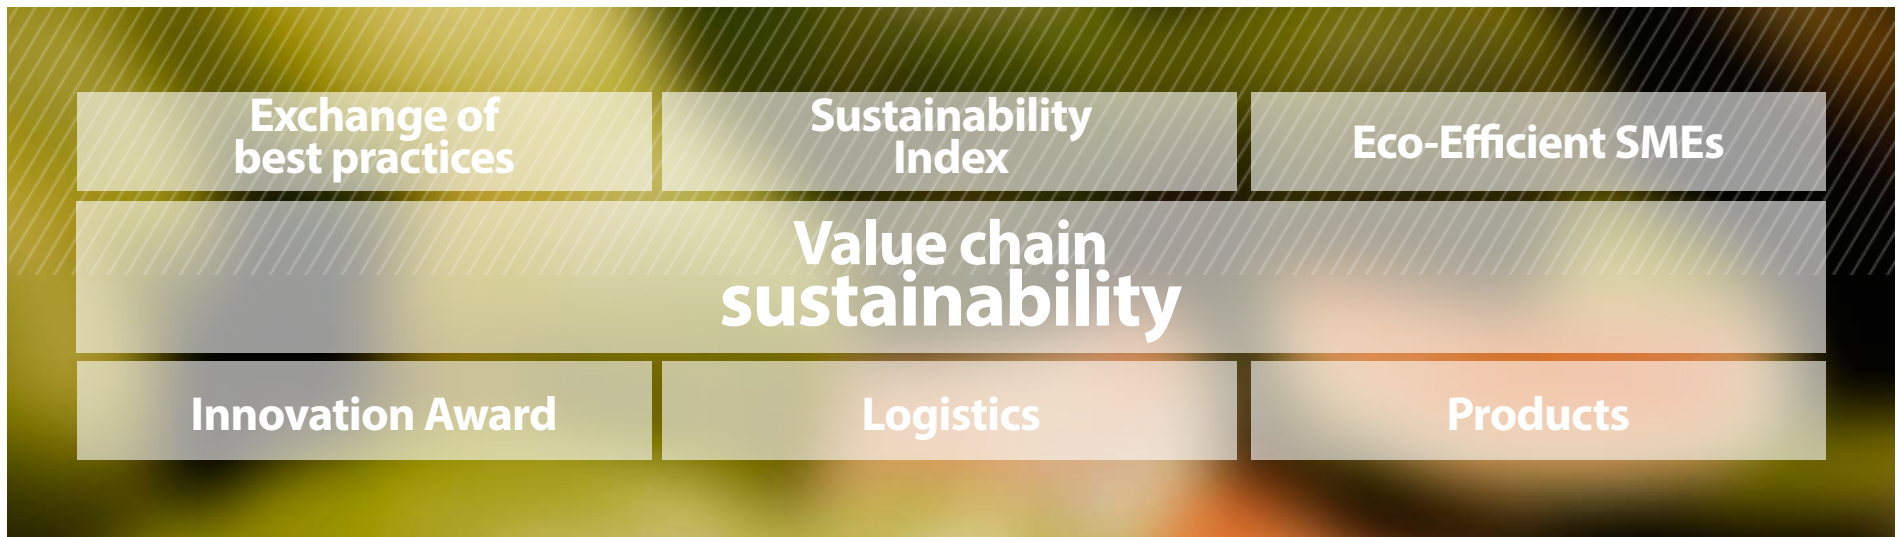 Exchange of
best practices
Sustainability
Index
Eco-Efficient SMEs
Value chain
sustainability
Innovation Award
Logistics
Products